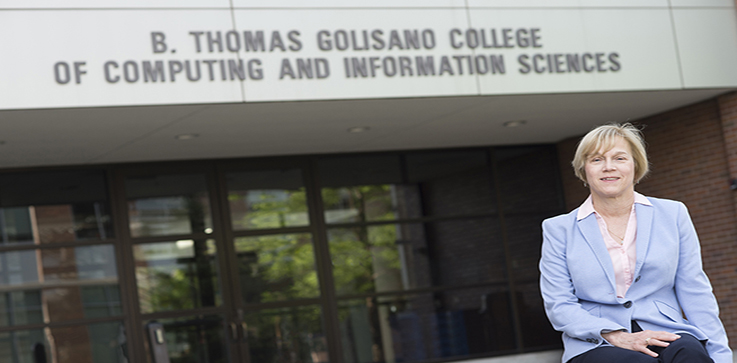 B. THOMAS GOLISANO COLLEGE
OF COMPUTING AND INFORMATION SCIENCES